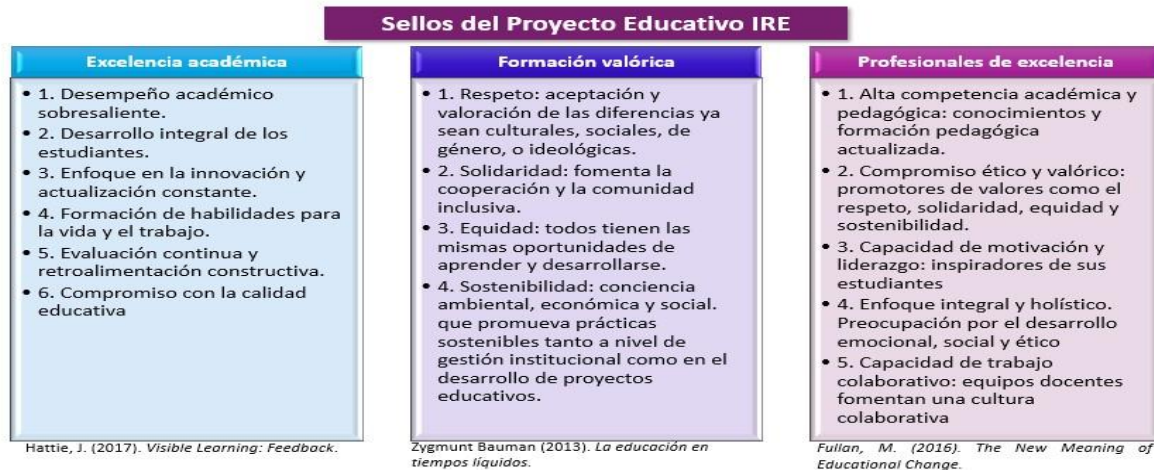 Sellos del Proyecto Educativo IRE
Excelencia académica
• 1. Desempeño académico
sobresaliente.
• 2. Desarrollo integral de los
estudiantes.
• 3. Enfoque en la innovación y
actualización constante.
• 4. Formación de habilidades para
la vida y el trabajo.
• 5. Evaluación continua y
retroalimentación constructiva.
• 6. Compromiso con la calidad
educativa
Hattie, J. (2017). Visible Learning: Feedback.
Formación valórica
• 1. Respeto: aceptación y
valoración de las diferencias ya
sean culturales, sociales, de
género, o ideológicas.
• 2. Solidaridad: fomenta la
cooperación y la comunidad
inclusiva.
• 3. Equidad: todos tienen las
mismas oportunidades de
aprender y desarrollarse.
• 4. Sostenibilidad: conciencia
ambiental, económica y social.
que promueva prácticas
sostenibles tanto a nivel de
gestión institucional como en el
desarrollo de proyectos
educativos.
Zygmunt Bauman (2013). La educación en
tiempos líquidos.
Profesionales de excelencia
• 1. Alta competencia académica y
pedagógica: conocimientos y
formación pedagógica
actualizada.
• 2. Compromiso ético y valórico:
promotores de valores como el
respeto, solidaridad, equidad y
sostenibilidad.
• 3. Capacidad de motivación y
liderazgo: inspiradores de sus
estudiantes
• 4. Enfoque integral y holístico.
Preocupación por el desarrollo
emocional, social y ético
• 5. Capacidad de trabajo
colaborativo: equipos docentes
fomentan una cultura
colaborativa
Fullan, M. (2016). The New Meaning of
Educational Change.